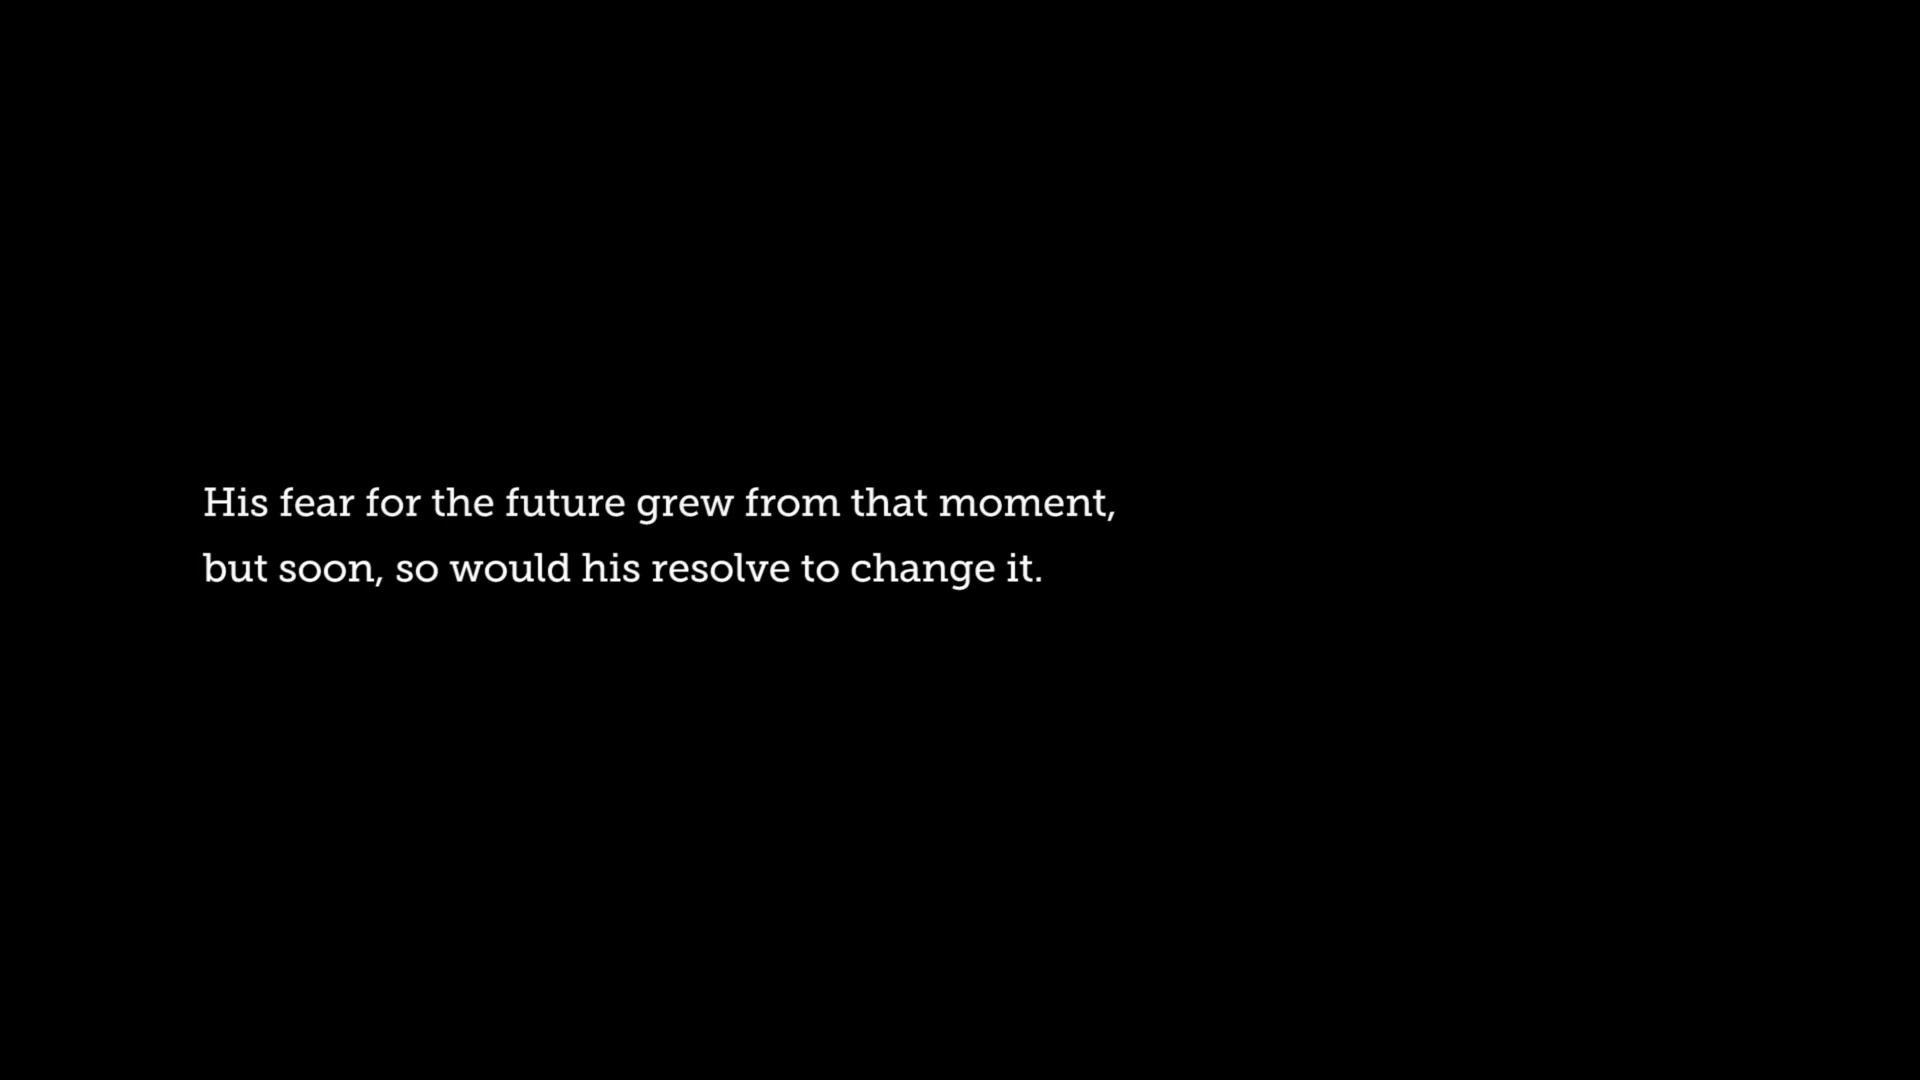 His fear for the future grew from that moment,
but soon, so would his resolve to change it.